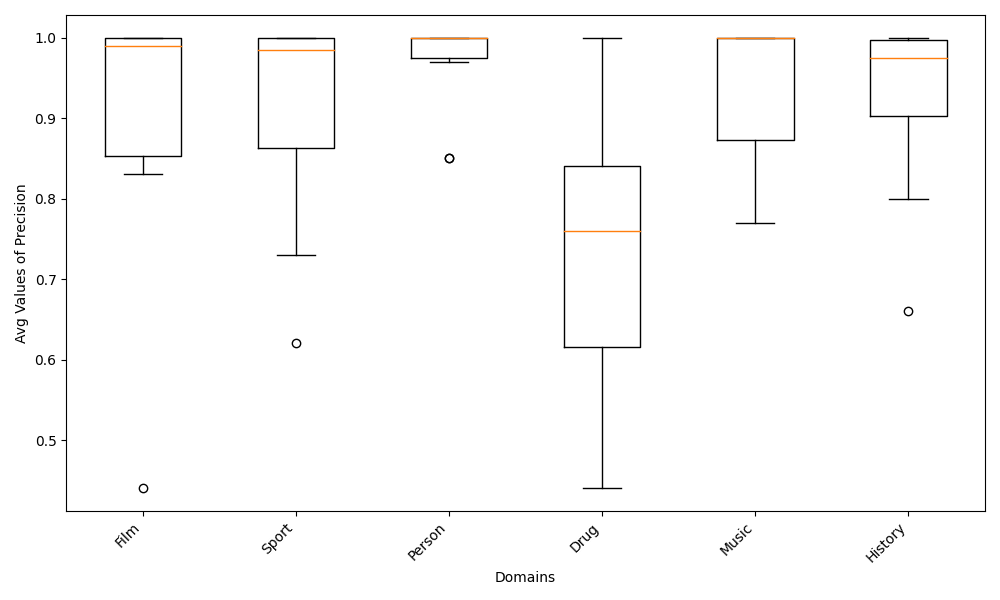 1.0
0.9
0.8
0.7
0.6
0.5
Avg Values of Precision
Film
Sport
Person
Drug
Music
History
Domains